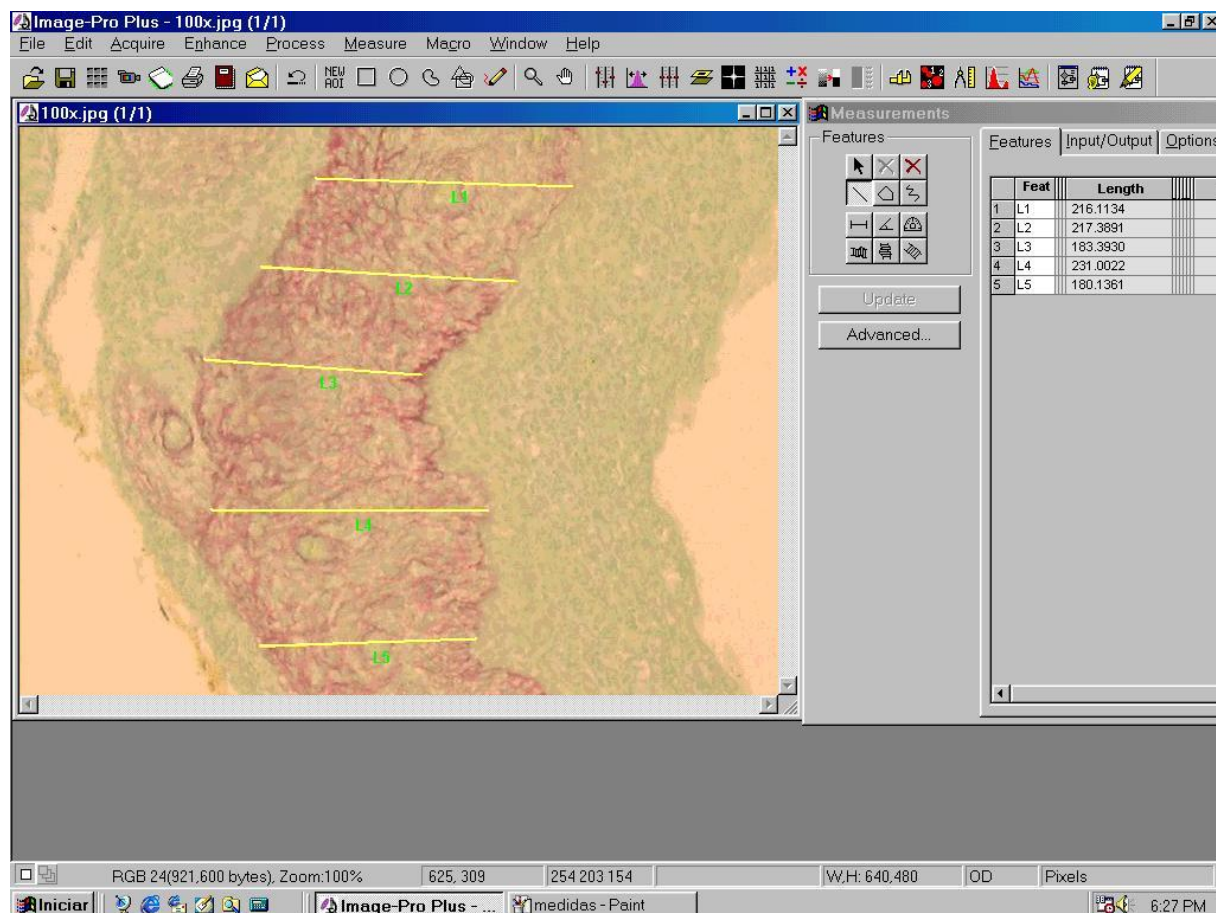 Image-Pro Plus - 100x.jpg (1/1)
File Edit Acquire Enhance Process Measure Macro Window Help
NEW AOI
100x.jpg (1/1)
L1
L2
L3
L4
L5
Measurements
Features
Update
Advanced...
Features Input/Output Options
Feat Length
1 L1 216.1134
2 L2 217.3891
3 L3 183.3930
4 L4 231.0022
5 L5 180.1361
RGB 24(921,600 bytes), Zoom:100% 625, 309 254 203 154 W,H: 640,480 OD Pixels
Iniciar Image-Pro Plus - ... medidas - Paint 6:27 PM